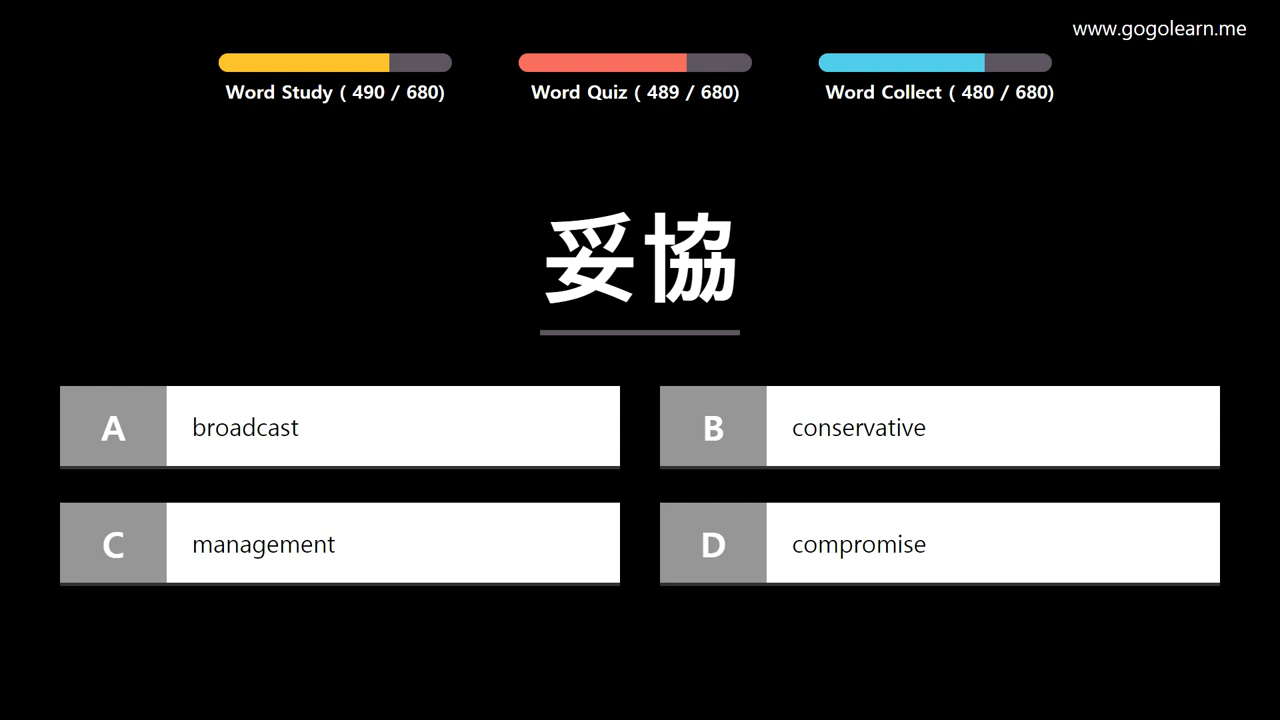 www.gogolearn.me
Word Study ( 490 / 680)
Word Quiz ( 489 / 680)
Word Collect ( 480 / 680)
妥協
A broadcast
B conservative
C management
D compromise